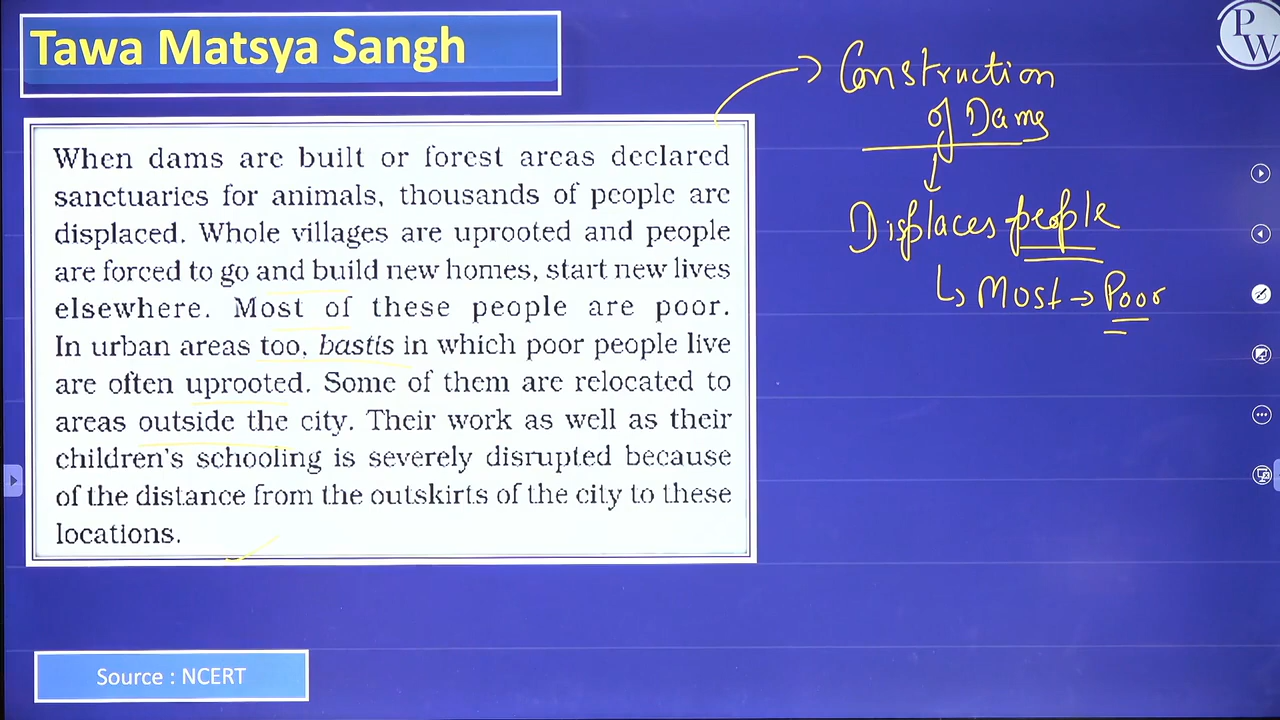 Tawa Matsya Sangh
PW
Construction
of Dams
Displaces people
↳ Most → Poor
When dams are built or forest areas declared
sanctuaries for animals, thousands of people are
displaced. Whole villages are uprooted and people
are forced to go and build new homes, start new lives
elsewhere. Most of these people are poor.
In urban areas too, bastis in which poor people live
are often uprooted. Some of them are relocated to
areas outside the city. Their work as well as their
children's schooling is severely disrupted because
of the distance from the outskirts of the city to these
locations.
Source : NCERT